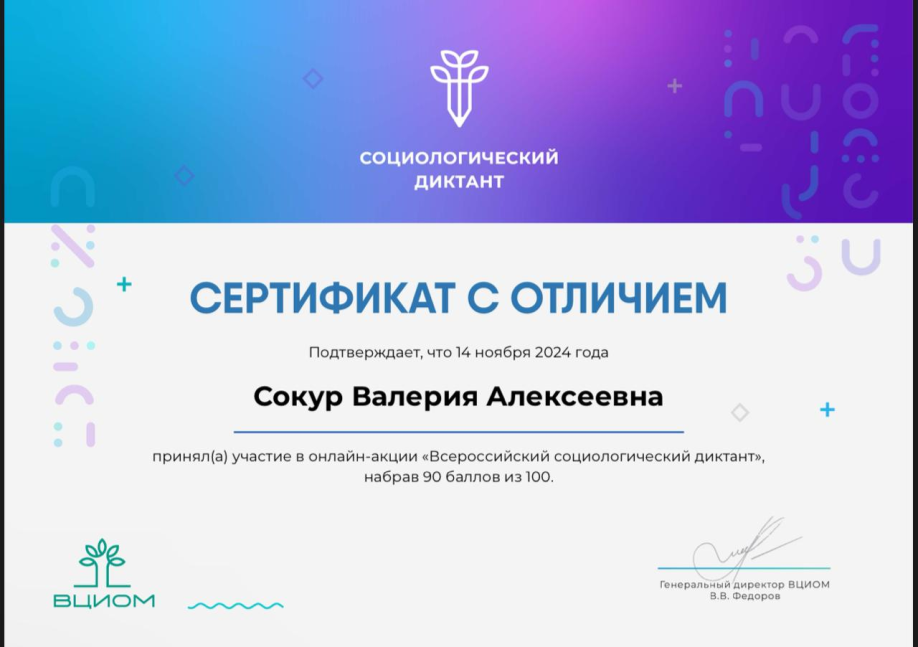 СОЦИОЛОГИЧЕСКИЙ
ДИКТАНТ
СЕРТИФИКАТ С ОТЛИЧИЕМ
Подтверждает, что 14 ноября 2024 года
Сокур Валерия Алексеевна
принял(а) участие в онлайн-акции «Всероссийский социологический диктант»,
набрав 90 баллов из 100.
ВЦИОМ
Генеральный директор ВЦИОМ
В.В. Федоров